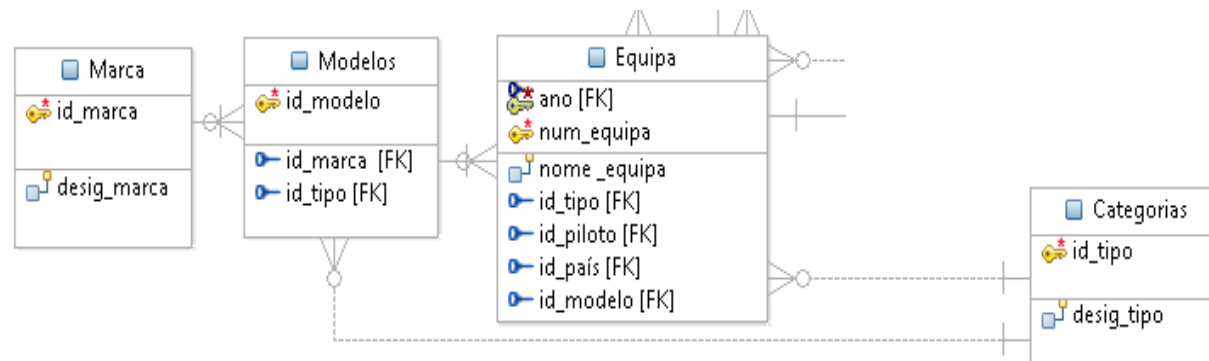 Marca
id_marca
desig_marca
Modelos
id_modelo
id_marca [FK]
id_tipo [FK]
Equipa
ano [FK]
num_equipa
nome _equipa
id_tipo [FK]
id_piloto [FK]
id_país [FK]
id_modelo [FK]
Categorias
id_tipo
desig_tipo